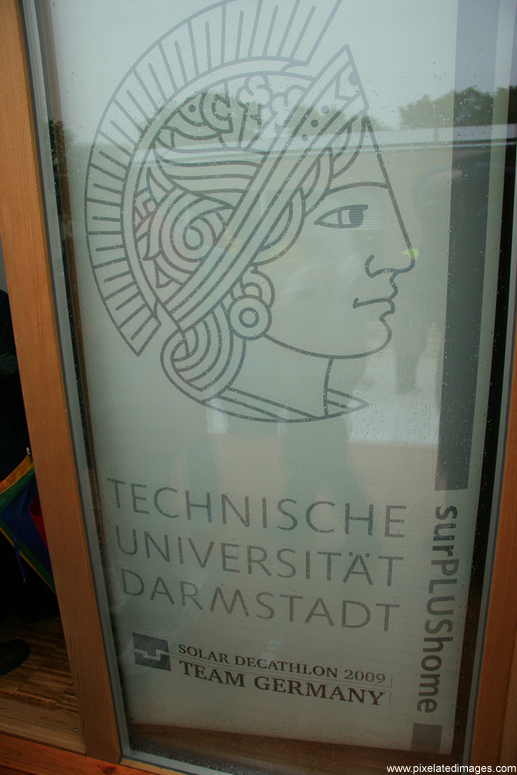 TECHNISCHE
UNIVERSITÄT
DARMSTADT
SOLAR DECATHLON 2009
TEAM GERMANY
surPLUShome
www.pixelatedimages.com